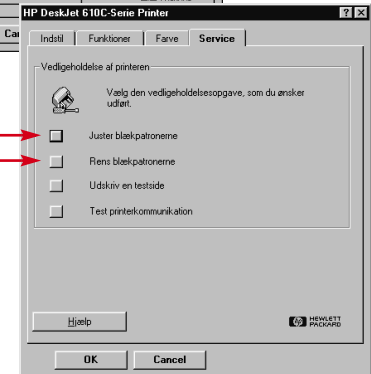 HP DeskJet 610C-Serie Printer
Indstil Funktioner Farve Service
Vedligeholdelse af printeren
Vælg den vedligeholdelsesopgave, som du ønsker
udført.
Juster blækpatronerne
Rens blækpatronerne
Udskriv en testside
Test printerkommunikation
Hjælp
hp HEWLETT
PACKARD
OK Cancel